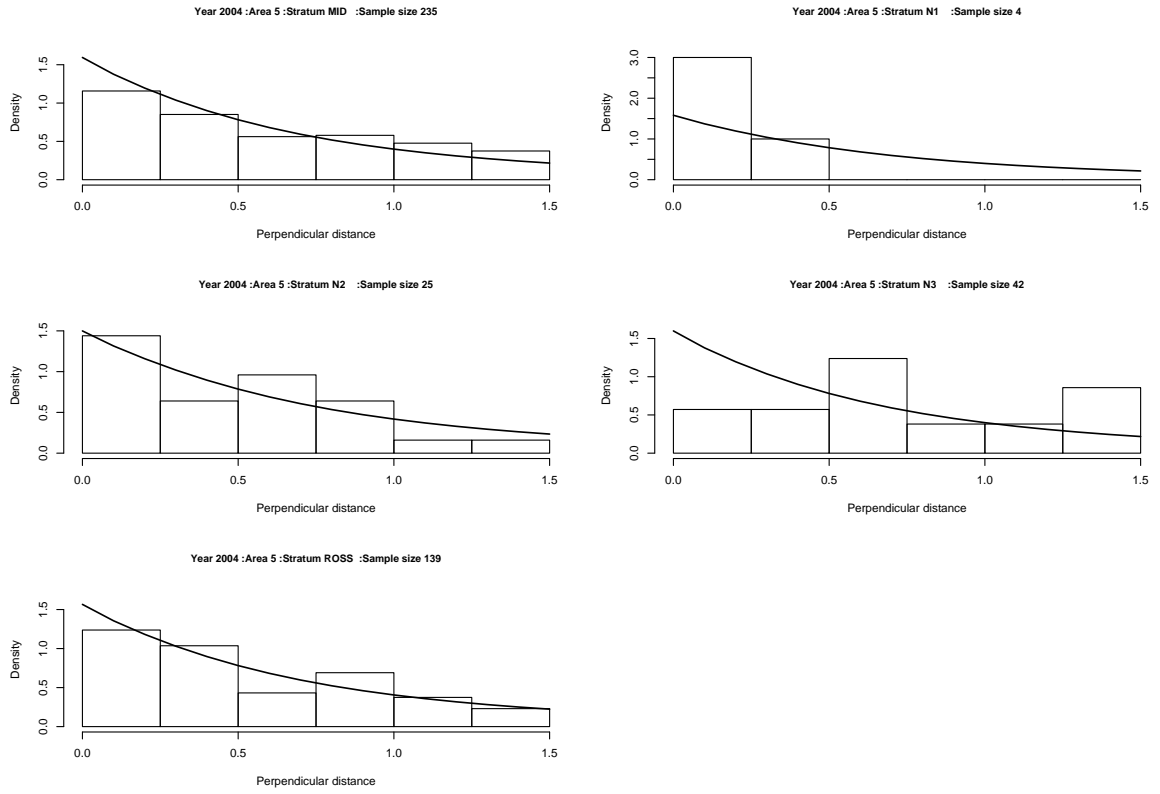 Year 2004 :Area 5 :Stratum MID :Sample size 235
Density
0.0 0.5 1.0 1.5
0.0 0.5 1.0 1.5
Perpendicular distance
Year 2004 :Area 5 :Stratum N1 :Sample size 4
Density
0.0 1.0 2.0 3.0
0.0 0.5 1.0 1.5
Perpendicular distance
Year 2004 :Area 5 :Stratum N2 :Sample size 25
Density
0.0 0.5 1.0 1.5
0.0 0.5 1.0 1.5
Perpendicular distance
Year 2004 :Area 5 :Stratum N3 :Sample size 42
Density
0.0 0.5 1.0 1.5
0.0 0.5 1.0 1.5
Perpendicular distance
Year 2004 :Area 5 :Stratum ROSS :Sample size 139
Density
0.0 0.5 1.0 1.5
0.0 0.5 1.0 1.5
Perpendicular distance